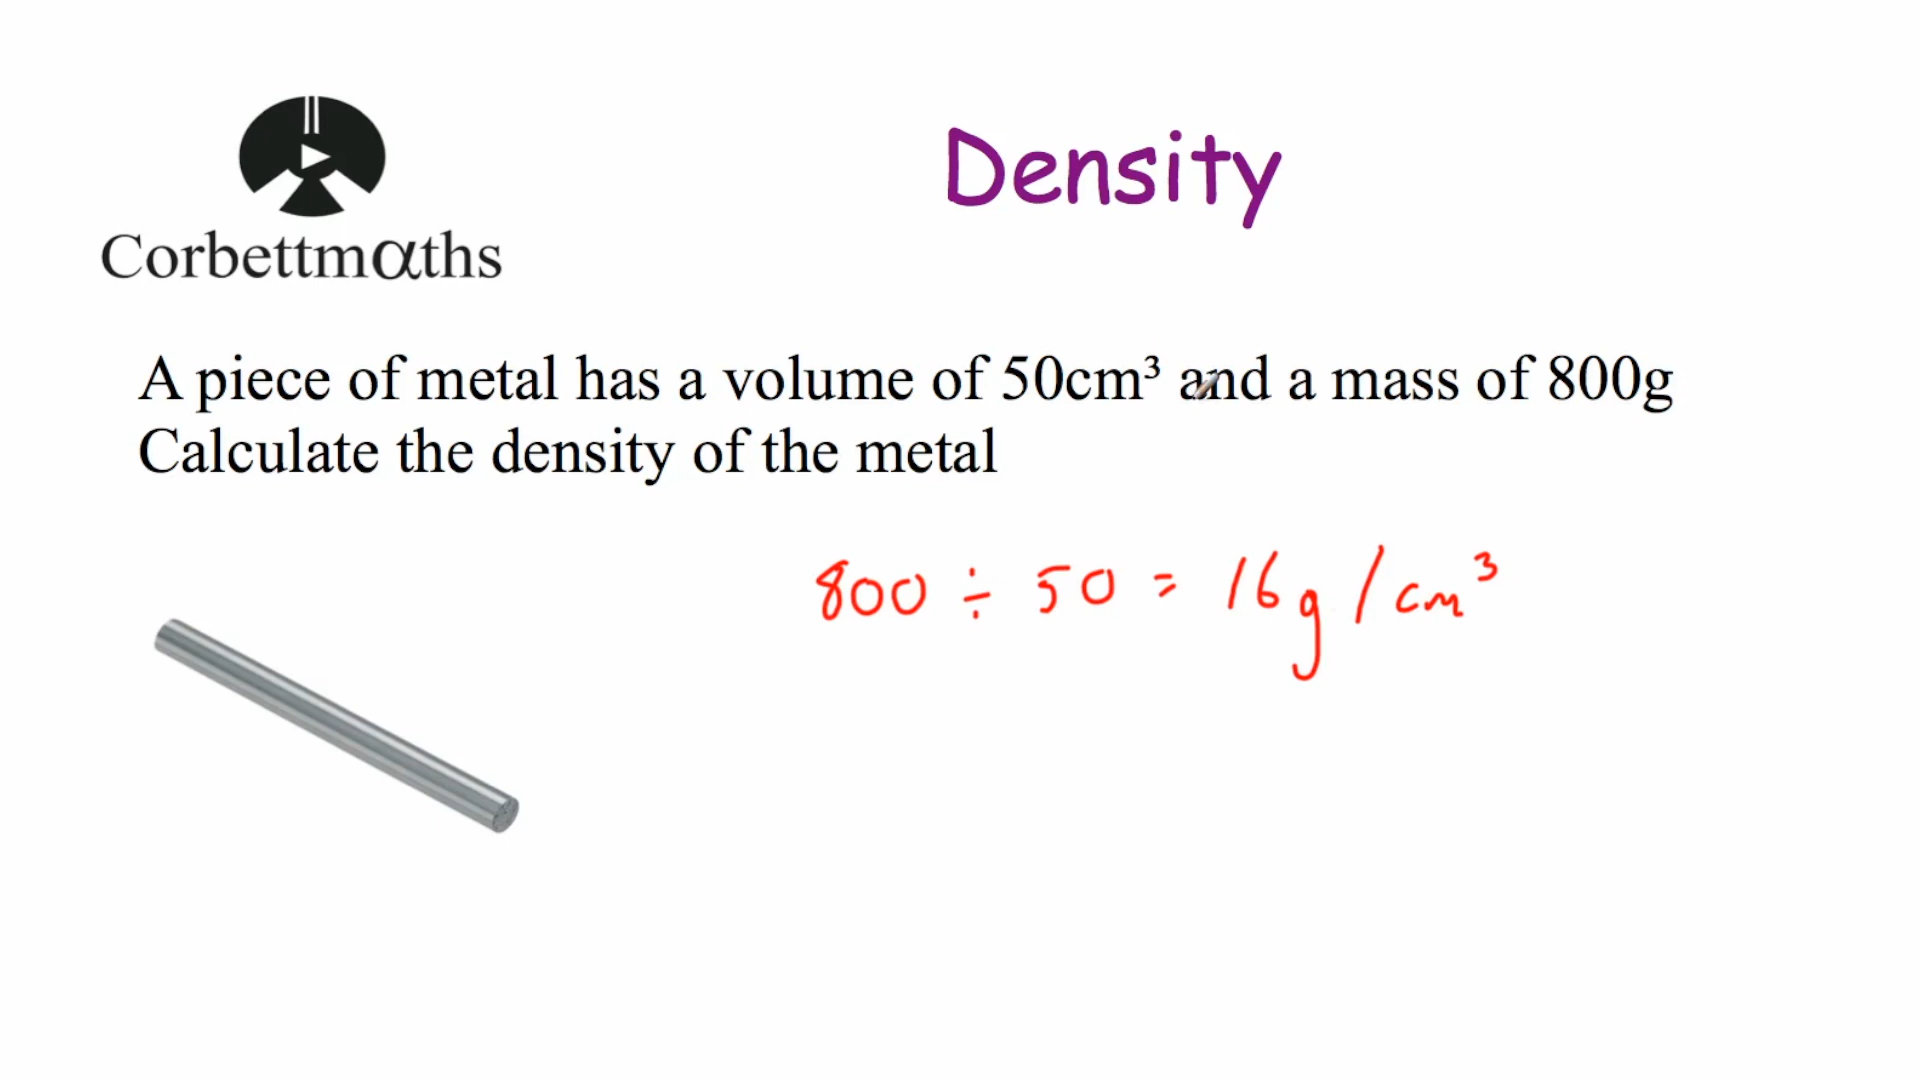 Corbettmαths
Density
A piece of metal has a volume of 50cm³ and a mass of 800g
Calculate the density of the metal
800 ÷ 50 = 16g/cm³